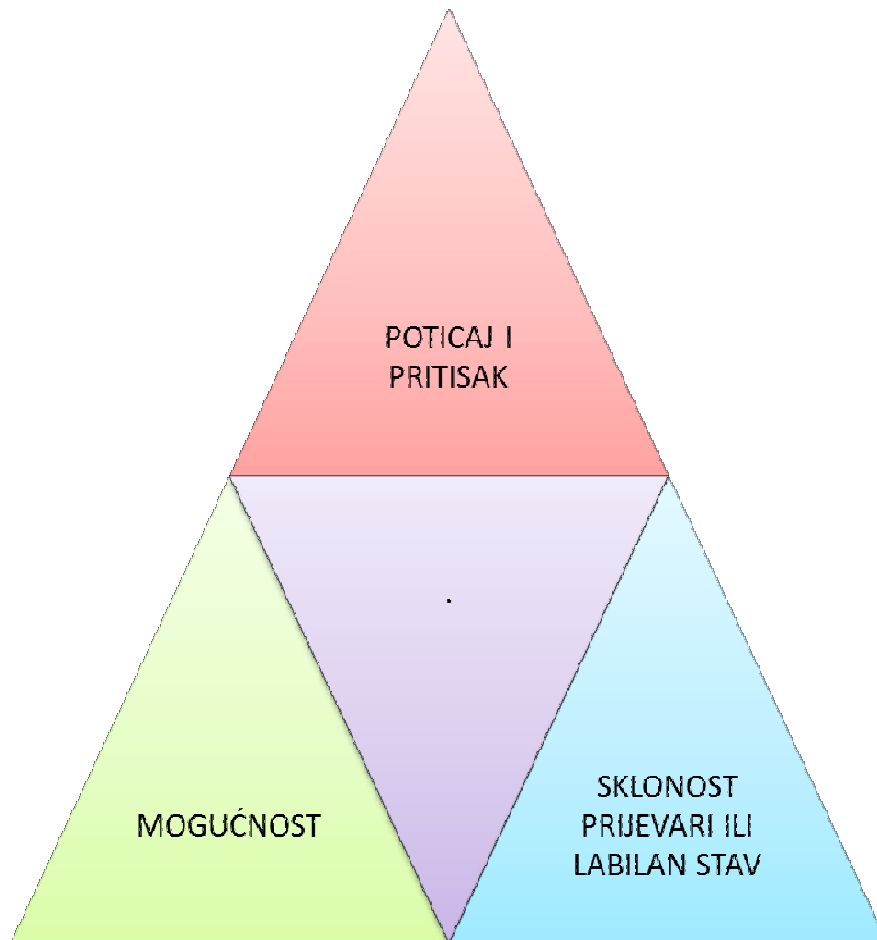 POTICAJ I
PRITISAK
.
MOGUĆNOST
SKLONOST
PRIJEVARI ILI
LABILAN STAV